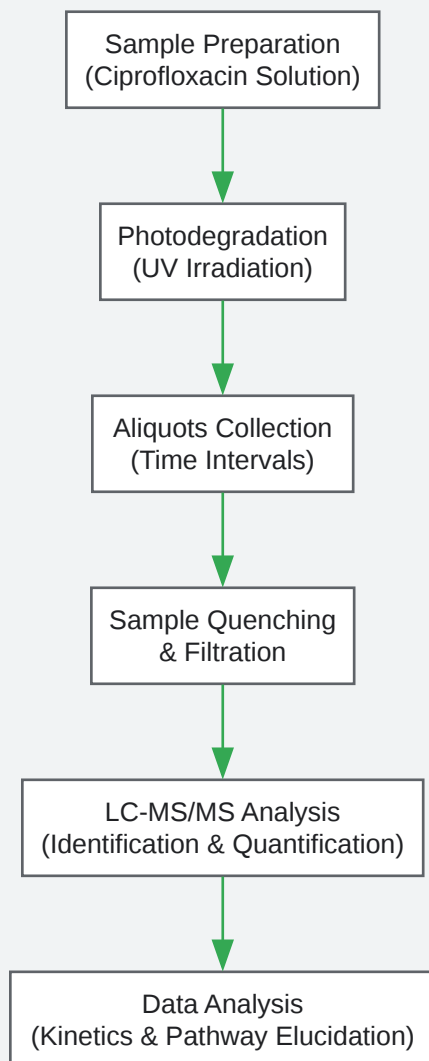 Sample Preparation
(Ciprofloxacin Solution)
Photodegradation
(UV Irradiation)
Aliquots Collection
(Time Intervals)
Sample Quenching
& Filtration
LC-MS/MS Analysis
(Identification & Quantification)
Data Analysis
(Kinetics & Pathway Elucidation)